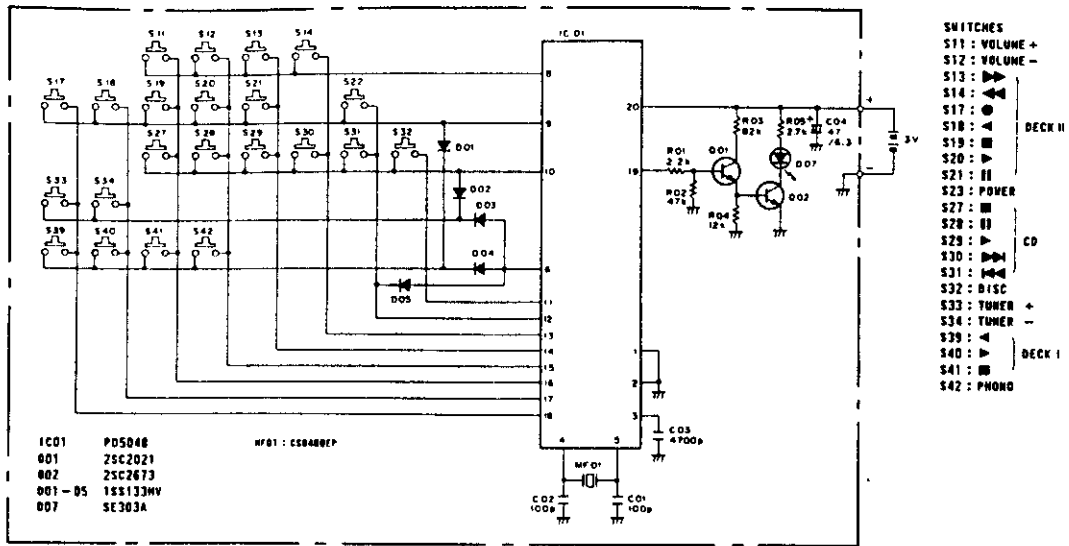 S11 S12 S13 S14
IC01
S17 S18 S19 S20 S21 S22
S27 S28 S29 S30 S31 S32
S33 S34
S39 S40 S41 S42
D01
D02
D03
D04
D05
8
9
10
6
11
12
13
14
15
16
17
18
20
19
1
2
3
4
5
R01
2.2k
R02
47k
R03
82k
R04
12k
R05
2.7k
Q01
Q02
D07
+
C04
47
/6.3
+
-
3V
C03
4700p
MF01
C02
100p
C01
100p
IC01 PD5048
Q01 2SC2021
Q02 2SC2673
D01-D5 1SS133HV
D07 SE303A
MF01 : CSB480EP
SWITCHES
S11 : VOLUME +
S12 : VOLUME -
S13 : ▶▶
S14 : ◀◀
S17 : ●
S18 : ◀
S19 : ■
S20 : ▶
S21 : ❚❚
DECK II
S23 : POWER
S27 : ■
S28 : ❚❚
S29 : ▶
S30 : ▶▶|
S31 : |◀◀
CD
S32 : DISC
S33 : TUNER +
S34 : TUNER -
S39 : ◀
S40 : ▶
S41 : ■
DECK I
S42 : PHONO